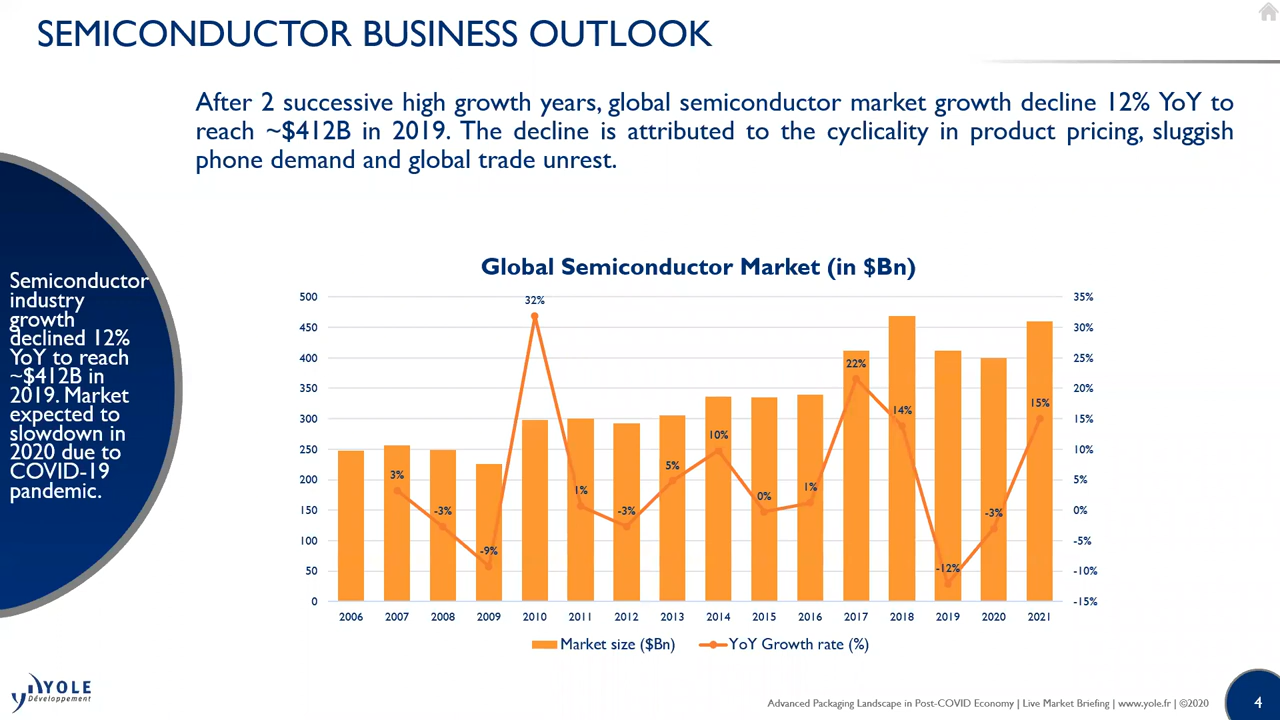 SEMICONDUCTOR BUSINESS OUTLOOK
After 2 successive high growth years, global semiconductor market growth decline 12% YoY to
reach ~$412B in 2019. The decline is attributed to the cyclicality in product pricing, sluggish
phone demand and global trade unrest.
Semiconductor
industry
growth
declined 12%
YoY to reach
~$412B in
2019. Market
expected to
slowdown in
2020 due to
COVID-19
pandemic.
Global Semiconductor Market (in $Bn)
500
450
400
350
300
250
200
150
100
50
0
3%
-3%
-9%
32%
1%
-3%
5%
10%
0%
1%
22%
14%
-12%
-3%
15%
35%
30%
25%
20%
15%
10%
5%
0%
-5%
-10%
-15%
2006 2007 2008 2009 2010 2011 2012 2013 2014 2015 2016 2017 2018 2019 2020 2021
Market size ($Bn) YoY Growth rate (%)
YOLE
Développement
Advanced Packaging Landscape in Post-COVID Economy | Live Market Briefing | www.yole.fr | ©2020
4